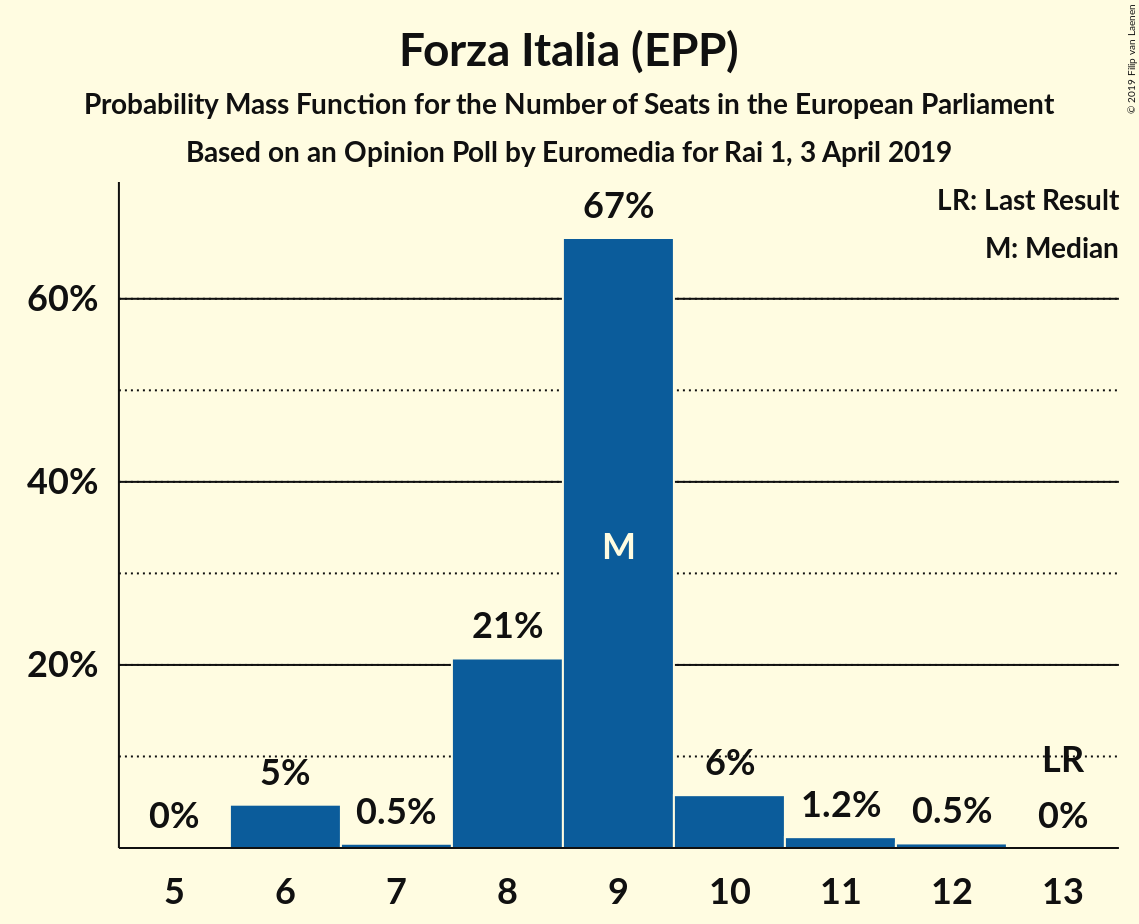 Forza Italia (EPP)
Probability Mass Function for the Number of Seats in the European Parliament
Based on an Opinion Poll by Euromedia for Rai 1, 3 April 2019
© 2019 Filip van Laenen
LR: Last Result
M: Median
67%
60%
40%
M
21%
20%
LR
5%
6%
0%
0.5%
1.2%
0.5%
0%
5 6 7 8 9 10 11 12 13